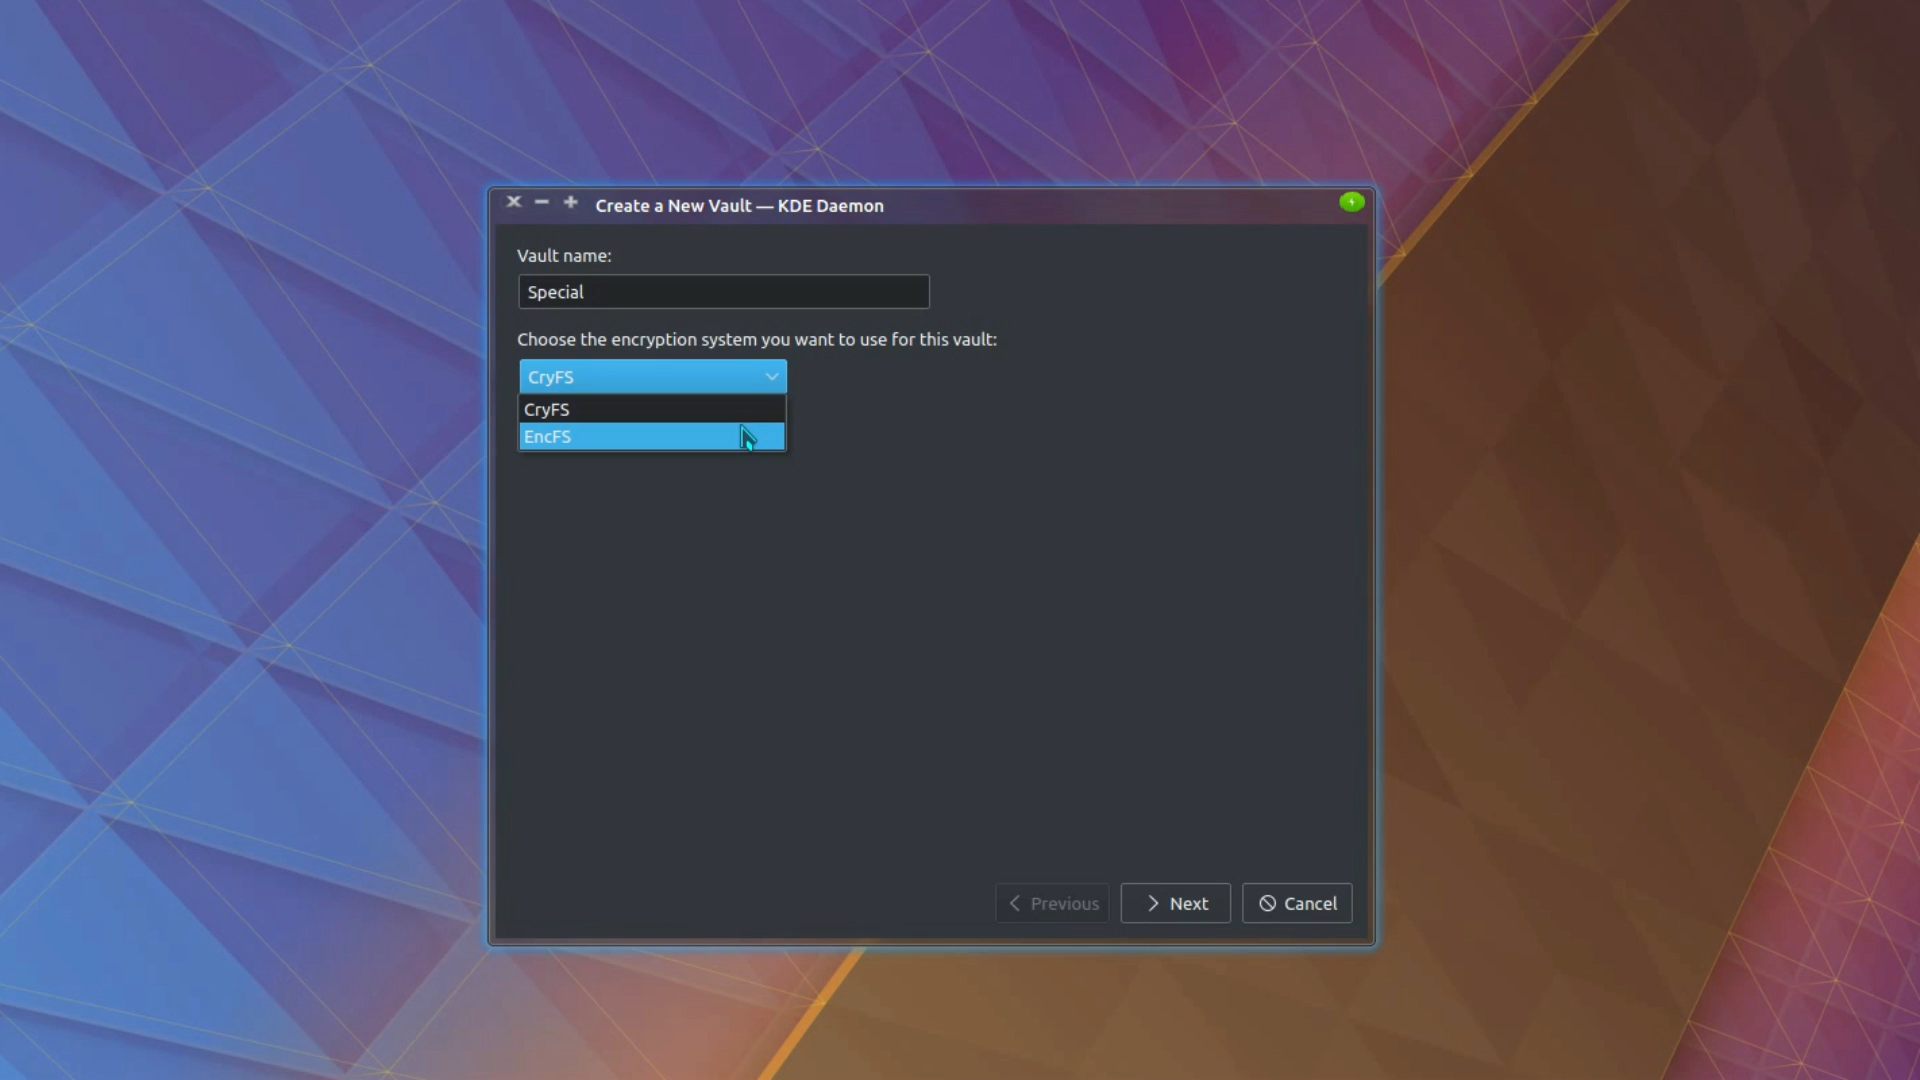 Create a New Vault — KDE Daemon
Vault name:
Special
Choose the encryption system you want to use for this vault:
CryFS
CryFS
EncFS
Previous
Next
Cancel